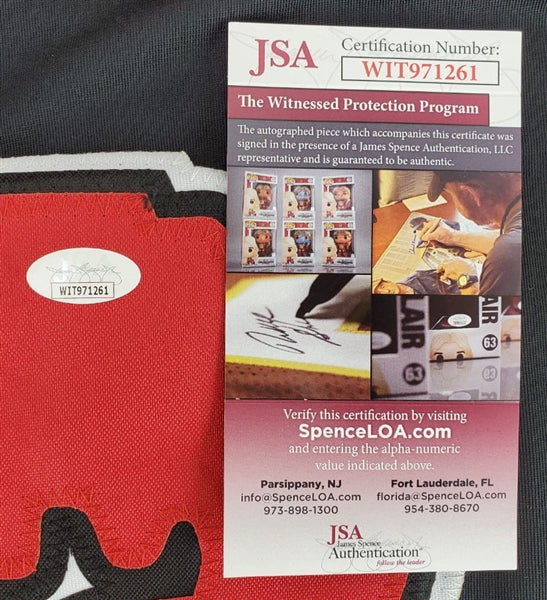 JSA
Certification Number:
WIT971261
The Witnessed Protection Program
The autographed piece which accompanies this certificate was
signed in the presence of a James Spence Authentication, LLC
representative and is guaranteed to be authentic.
LAIR
63
63
Verify this certification by visiting
SpenceLOA.com
and entering the alpha-numeric
value indicated above.
Parsippany, NJ
info@SpenceLOA.com
973-898-1300
Fort Lauderdale, FL
florida@SpenceLOA.com
954-380-8670
JSA
James Spence
Authentication
follow the leader
WIT971261